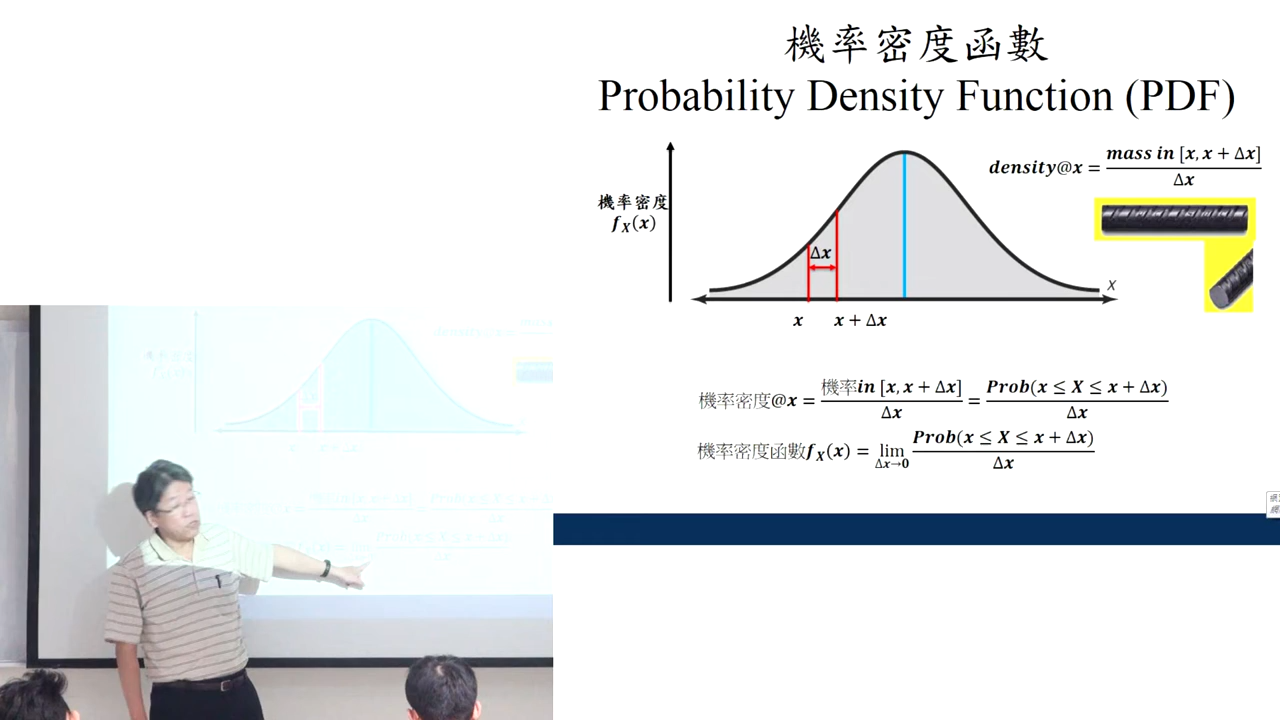 機率密度函數
Probability Density Function (PDF)
density@x = mass in [x, x + Δx] / Δx
機率密度
f_X(x)
Δx
X
x
x + Δx
機率密度@x = 機率in [x, x + Δx] / Δx = Prob(x ≤ X ≤ x + Δx) / Δx
機率密度函數f_X(x) = lim Δx→0 Prob(x ≤ X ≤ x + Δx) / Δx